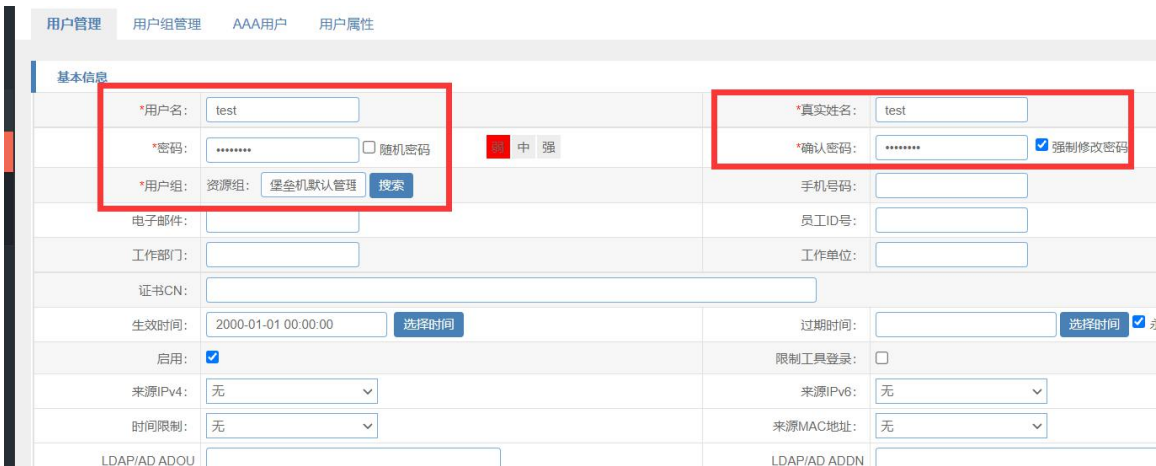 用户管理 用户组管理 AAA用户 用户属性
基本信息
*用户名: test *真实姓名: test
*密码: •••••••• 随机密码 弱 中 强 *确认密码: •••••••• 强制修改密码
*用户组: 资源组: 堡垒机默认管理 搜索 手机号码:
电子邮件: 员工ID号:
工作部门: 工作单位:
证书CN:
生效时间: 2000-01-01 00:00:00 选择时间 过期时间: 选择时间
启用: 限制工具登录:
来源IPv4: 无 来源IPv6: 无
时间限制: 无 来源MAC地址: 无
LDAP/AD ADOU LDAP/AD ADDN